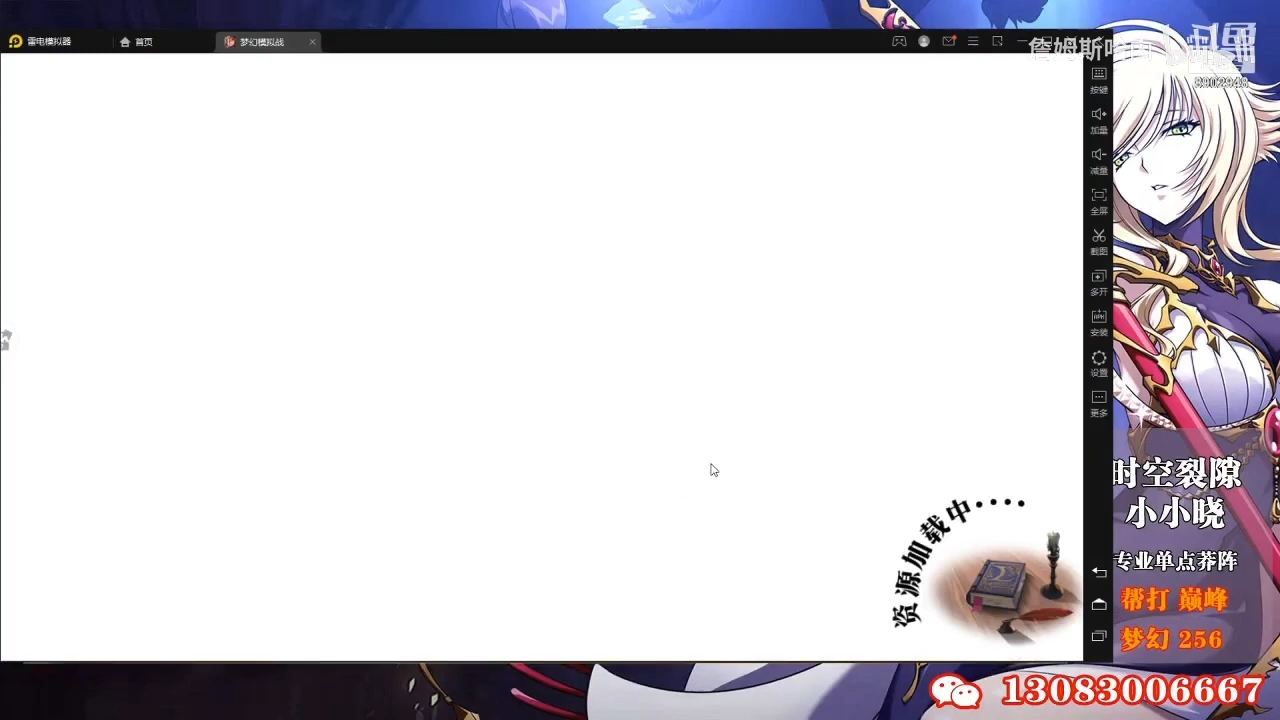 雷电模拟器
首页
梦幻模拟战
按键
加量
减量
全屏
截图
多开
安装
设置
更多
资源加载中····
时空裂隙
小小晓
专业单点莽阵
帮打 巅峰
梦幻 256
13083006667